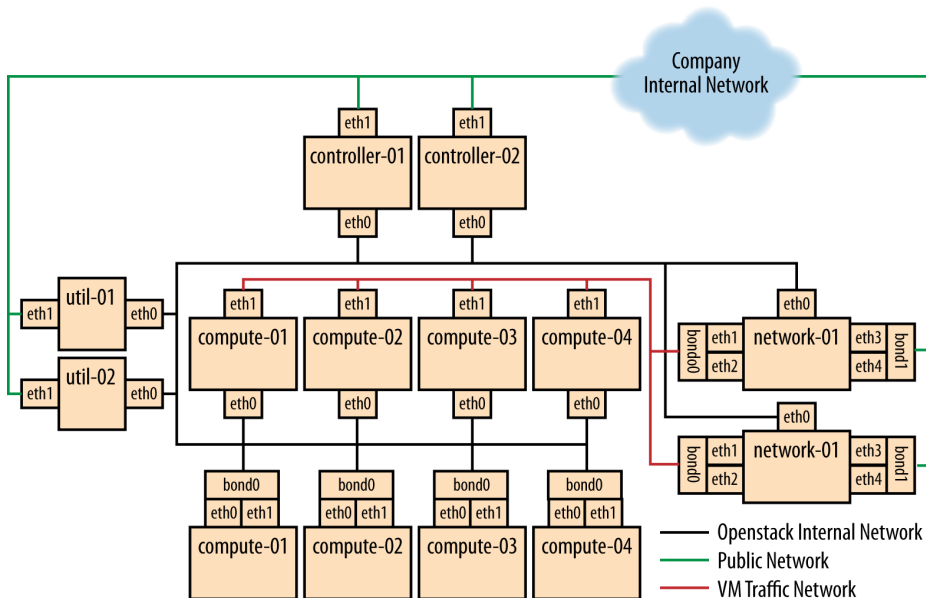 Company
Internal Network
eth1
eth1
controller-01
controller-02
eth0
eth0
util-01
eth1
eth0
util-02
eth1
eth0
eth1
eth1
eth1
eth1
compute-01
compute-02
compute-03
compute-04
eth0
eth0
eth0
eth0
eth0
bondo0
eth1
eth2
network-01
eth3
eth4
bond1
eth0
bond0
eth1
eth2
network-01
eth3
eth4
bond1
bond0
bond0
bond0
bond0
eth0 eth1
eth0 eth1
eth0 eth1
eth0 eth1
compute-01
compute-02
compute-03
compute-04
Openstack Internal Network
Public Network
VM Traffic Network